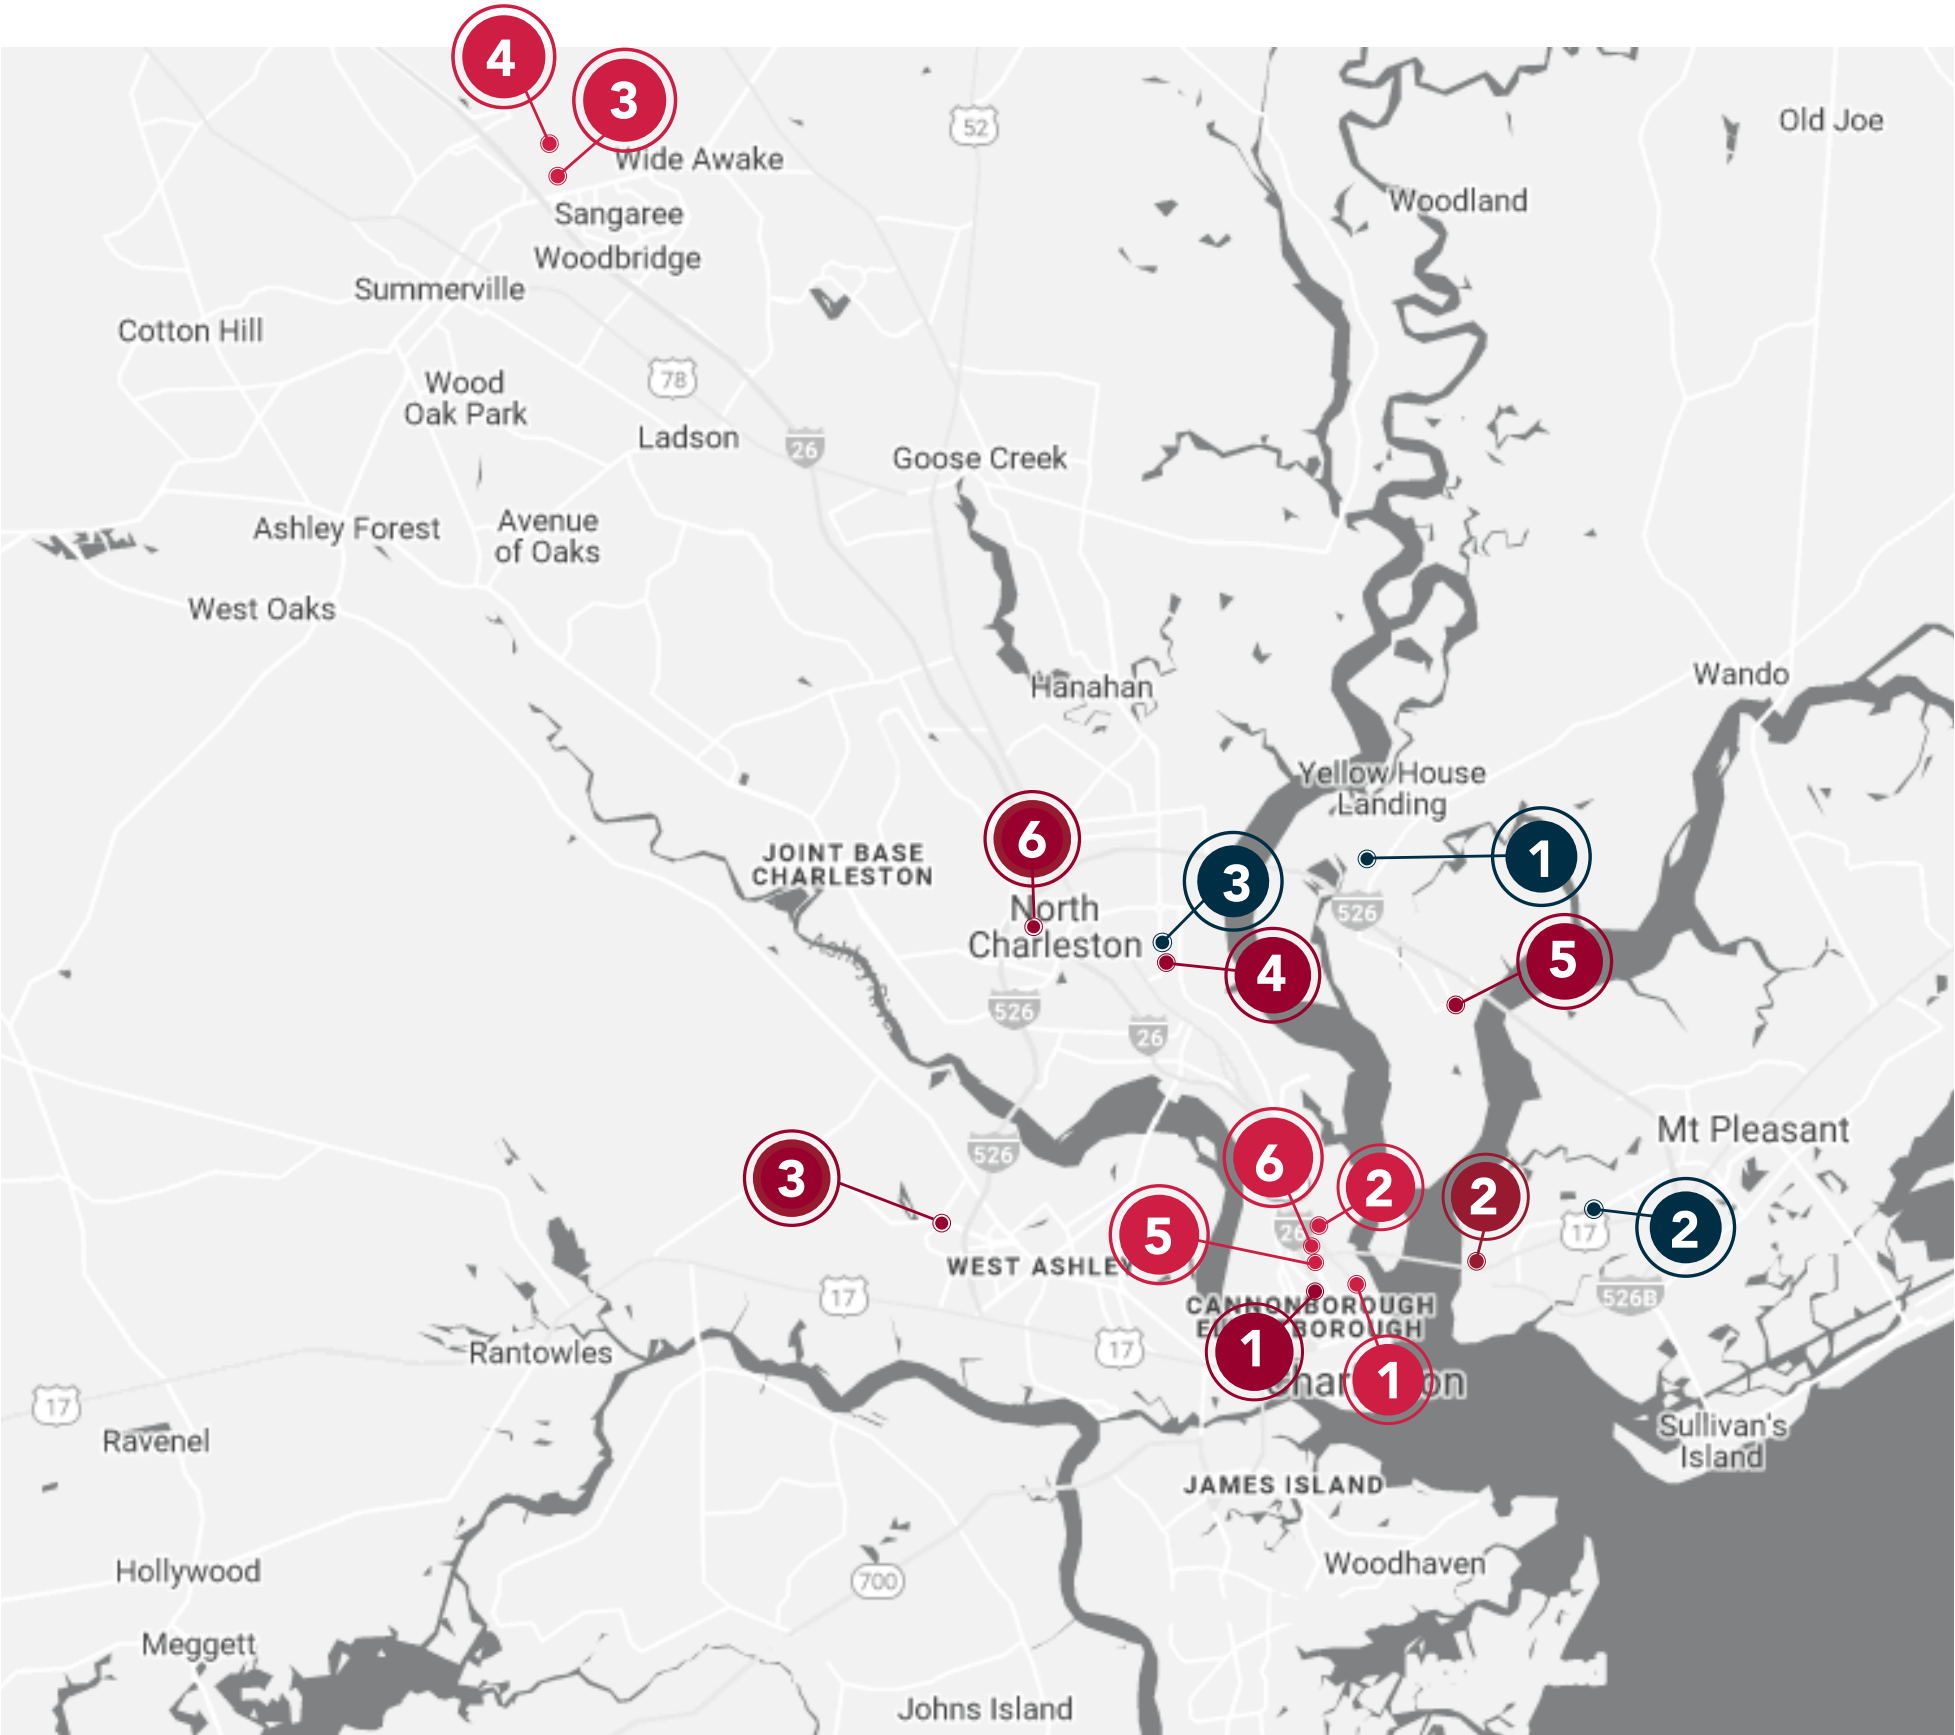 4
3
52
Old Joe
Wide Awake
Woodland
Sangaree
Woodbridge
Summerville
Cotton Hill
78
Wood
Oak Park
Ladson
26
Goose Creek
Ashley Forest
Avenue
of Oaks
West Oaks
Wando
Hanahan
Yellow House
Landing
6
JOINT BASE
CHARLESTON
3
1
526
North
Charleston
5
4
Ashley River
526
26
Mt Pleasant
526
6
3
2
2
5
26
17
2
WEST ASHLEY
17
526B
CANNONBOROUGH
BOROUGH
17
1
1
Rantowles
17
Ravenel
Sullivan's
Island
JAMES ISLAND
Woodhaven
Hollywood
700
Meggett
Johns Island